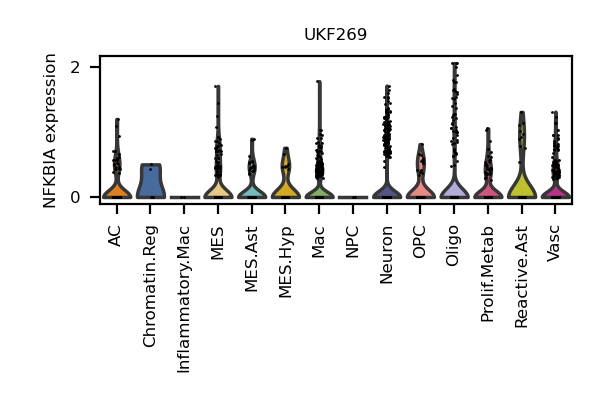 UKF269
NFKBIA expression
2
0
AC
Chromatin.Reg
Inflammatory.Mac
MES
MES.Ast
MES.Hyp
Mac
NPC
Neuron
OPC
Oligo
Prolif.Metab
Reactive.Ast
Vasc